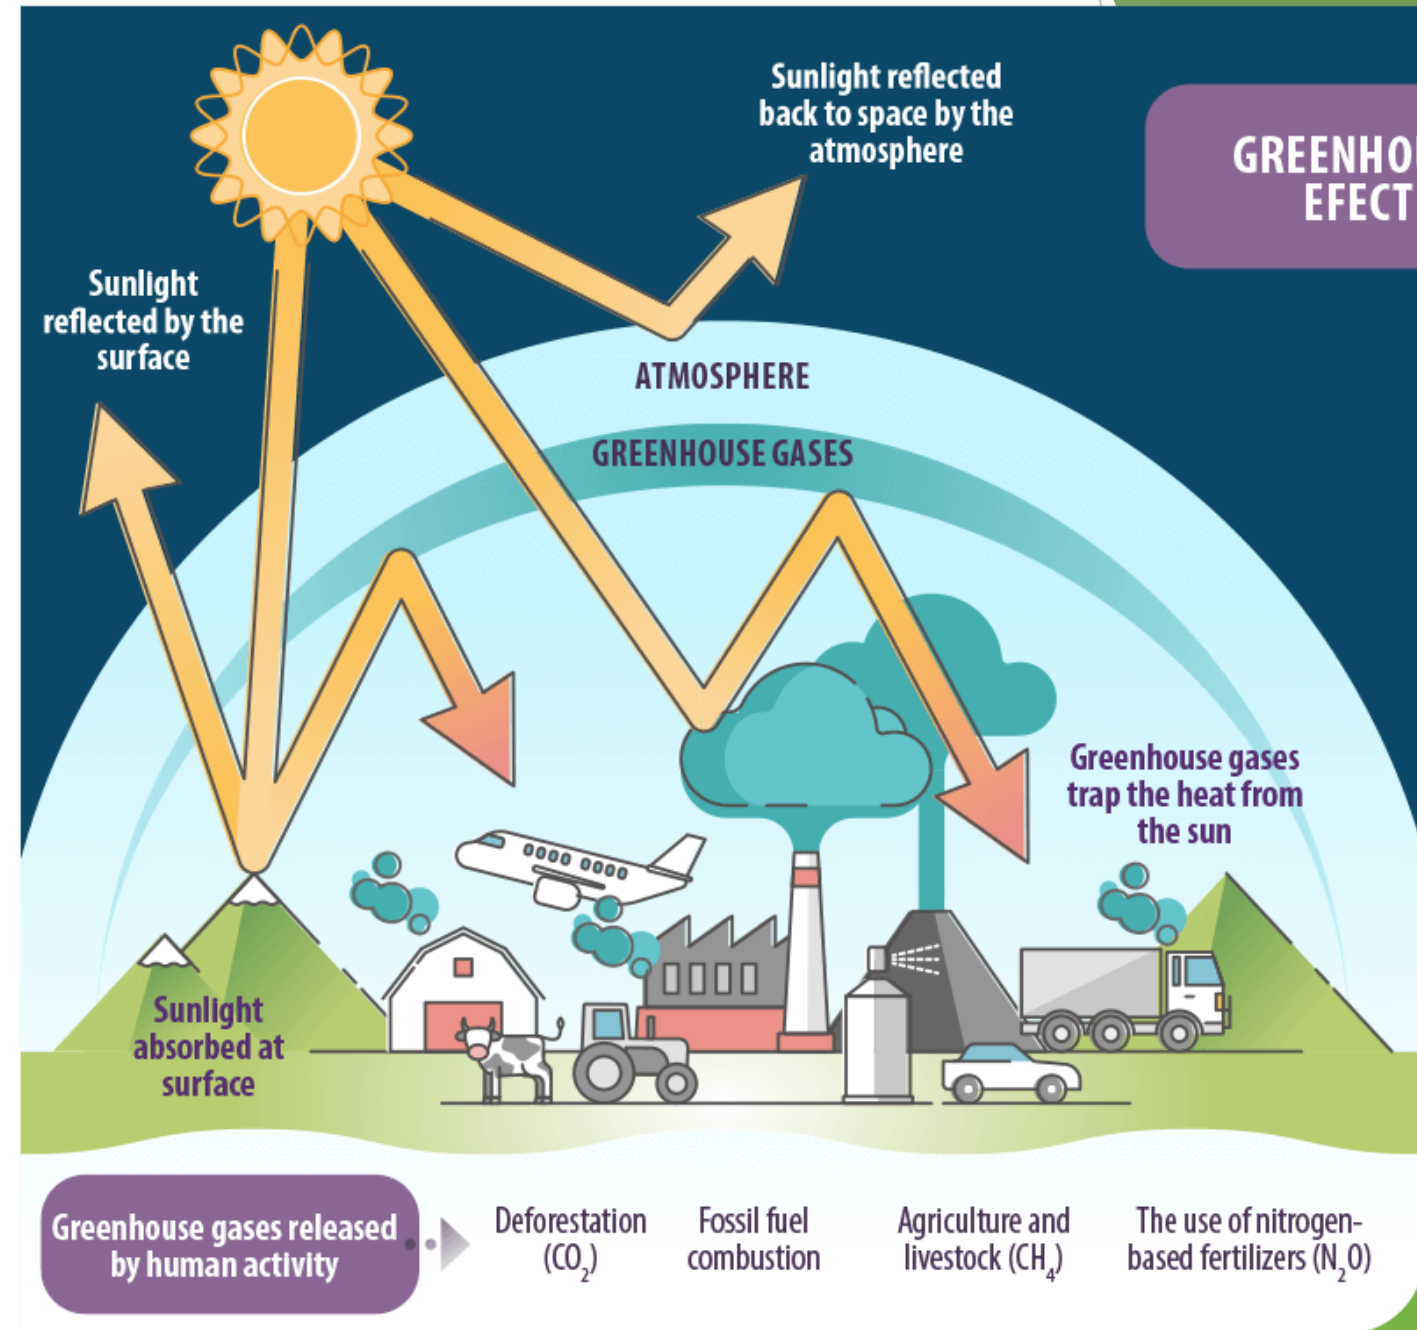 Sunlight reflected
back to space by the
atmosphere
GREENHO
EFECT
Sunlight
reflected by the
surface
ATMOSPHERE
GREENHOUSE GASES
Greenhouse gases
trap the heat from
the sun
Sunlight
absorbed at
surface
Greenhouse gases released
by human activity
Deforestation
(CO₂)
Fossil fuel
combustion
Agriculture and
livestock (CH₄)
The use of nitrogen-
based fertilizers (N₂O)